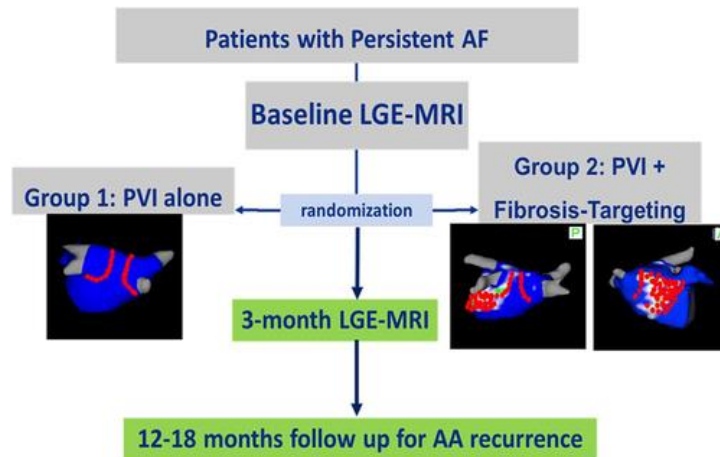 Patients with Persistent AF
Baseline LGE-MRI
Group 1: PVI alone
randomization
Group 2: PVI +
Fibrosis-Targeting
P
3-month LGE-MRI
12-18 months follow up for AA recurrence